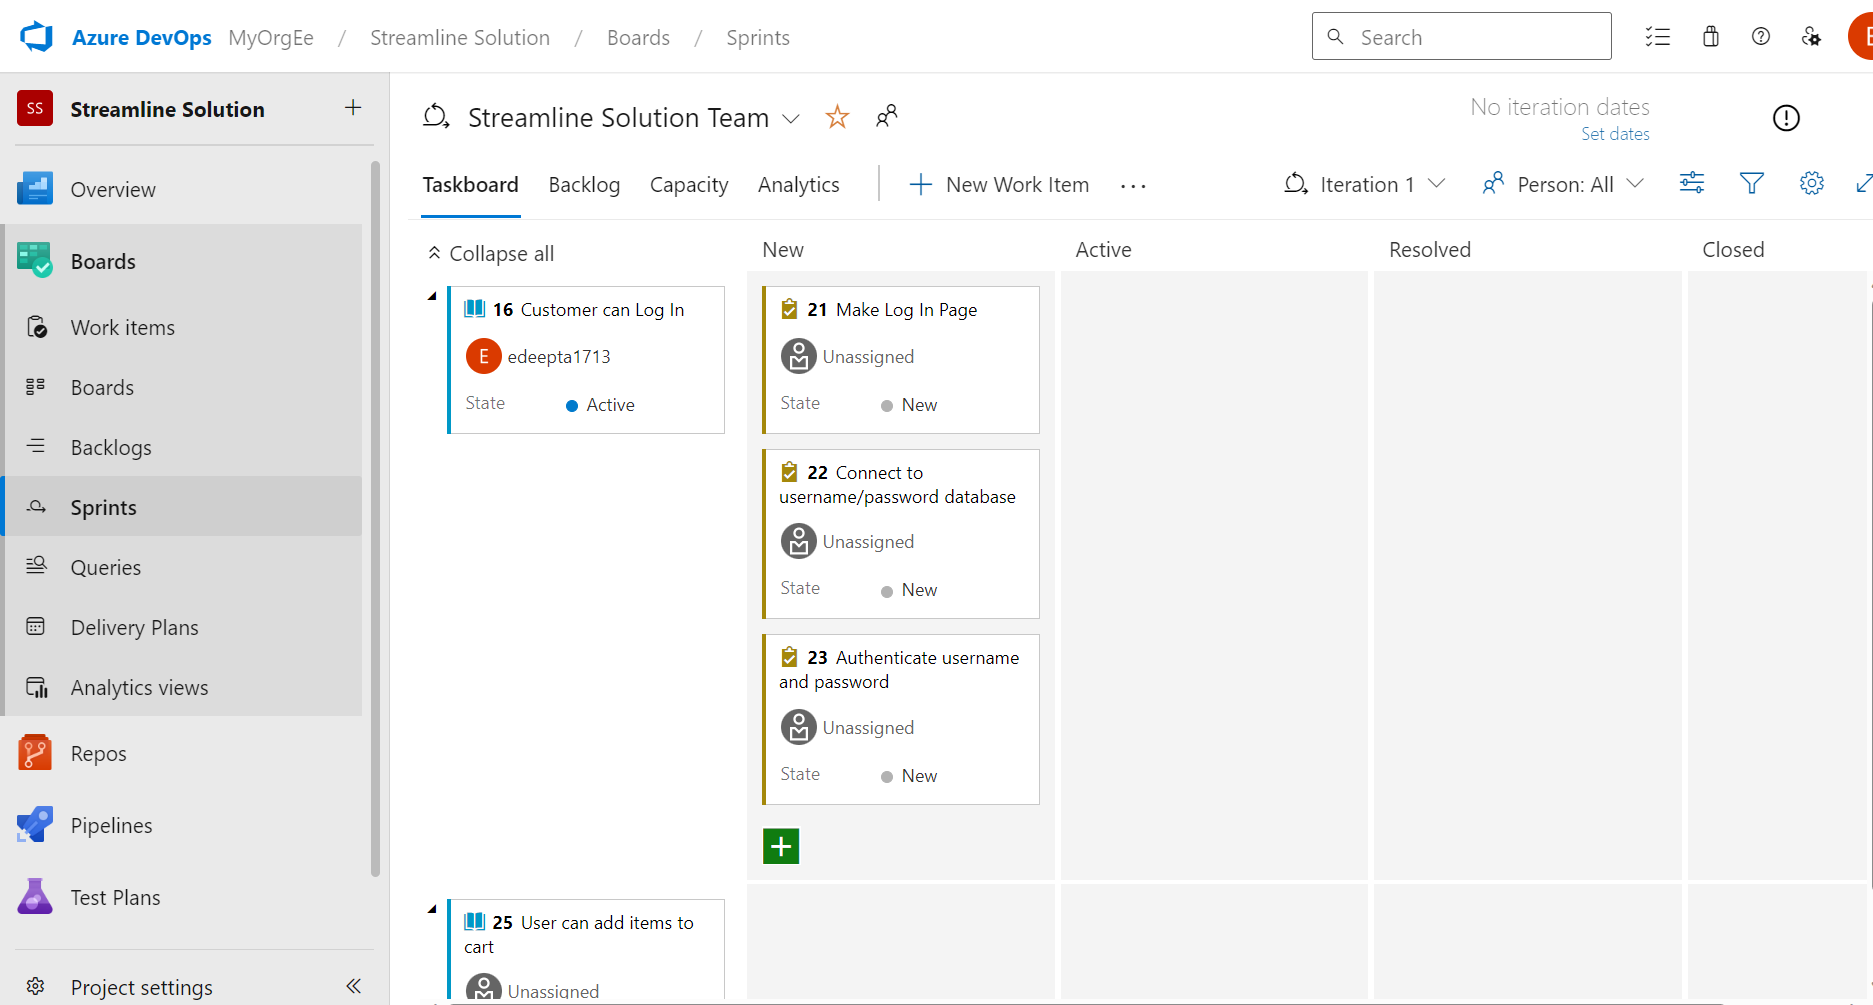 Azure DevOps MyOrgEe / Streamline Solution / Boards / Sprints
Search
SS Streamline Solution
Overview
Boards
Work items
Boards
Backlogs
Sprints
Queries
Delivery Plans
Analytics views
Repos
Pipelines
Test Plans
Project settings
Streamline Solution Team
No iteration dates
Set dates
Taskboard Backlog Capacity Analytics New Work Item Iteration 1 Person: All
Collapse all New Active Resolved Closed
16 Customer can Log In
E edeepta1713
State Active
21 Make Log In Page
Unassigned
State New
22 Connect to
username/password database
Unassigned
State New
23 Authenticate username
and password
Unassigned
State New
25 User can add items to
cart
Unassigned